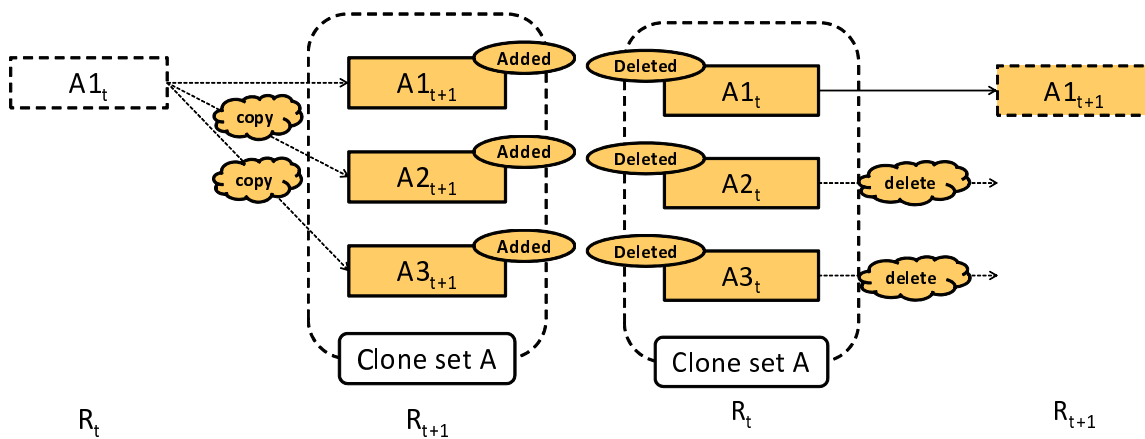 A1t
copy
copy
Added
A1t+1
Added
A2t+1
Added
A3t+1
Clone set A
Rt
Rt+1
Deleted
A1t
Deleted
A2t
Deleted
A3t
Clone set A
delete
delete
A1t+1
Rt
Rt+1